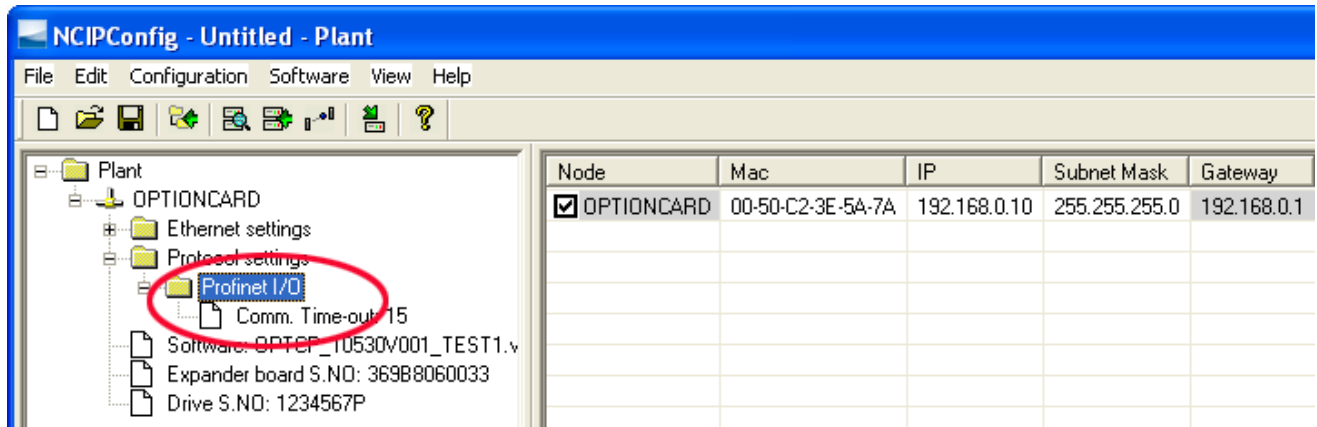 NCIPConfig - Untitled - Plant
File Edit Configuration Software View Help
Plant
OPTIONCARD
Ethernet settings
Protocol settings
Profinet I/O
Comm. Time-out: 15
Software: OPTCP_10530V001_TEST1.v
Expander board S.NO: 369B8060033
Drive S.NO: 1234567P
Node Mac IP Subnet Mask Gateway
OPTIONCARD 00-50-C2-3E-5A-7A 192.168.0.10 255.255.255.0 192.168.0.1